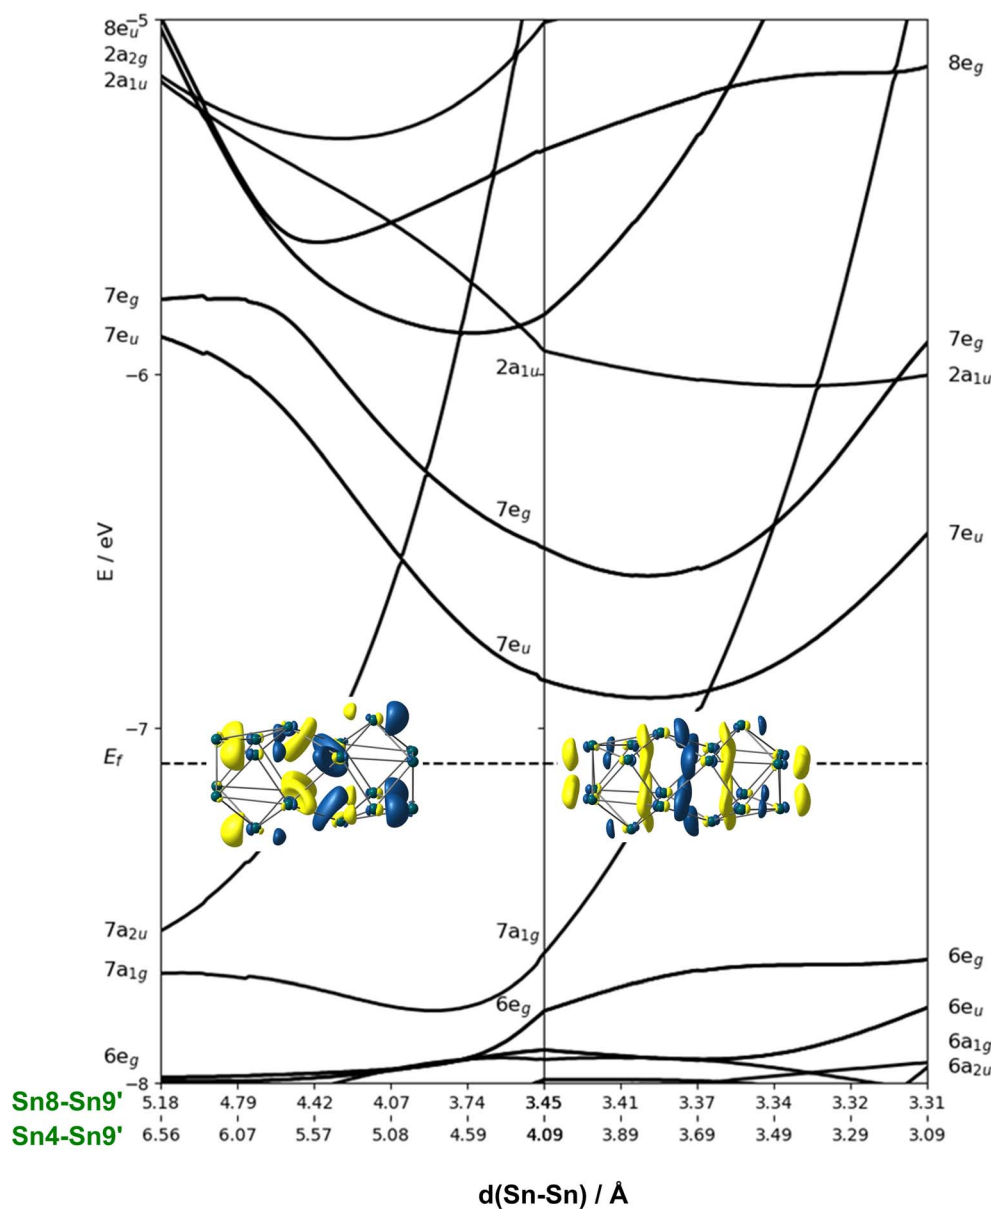 −5
8e_u
2a_2g
2a_1u
8e_g
7e_g
7e_u
−6
2a_1u
7e_g
2a_1u
7e_g
7e_u
E / eV
7e_u
−7
E_f
7a_2u
7a_1g
7a_1g
6e_g
6e_g
6e_u
6a_1g
6a_2u
6e_g
−8
Sn8-Sn9' 5.18 4.79 4.42 4.07 3.74 3.45 3.41 3.37 3.34 3.32 3.31
Sn4-Sn9' 6.56 6.07 5.57 5.08 4.59 4.09 3.89 3.69 3.49 3.29 3.09
d(Sn-Sn) / Å